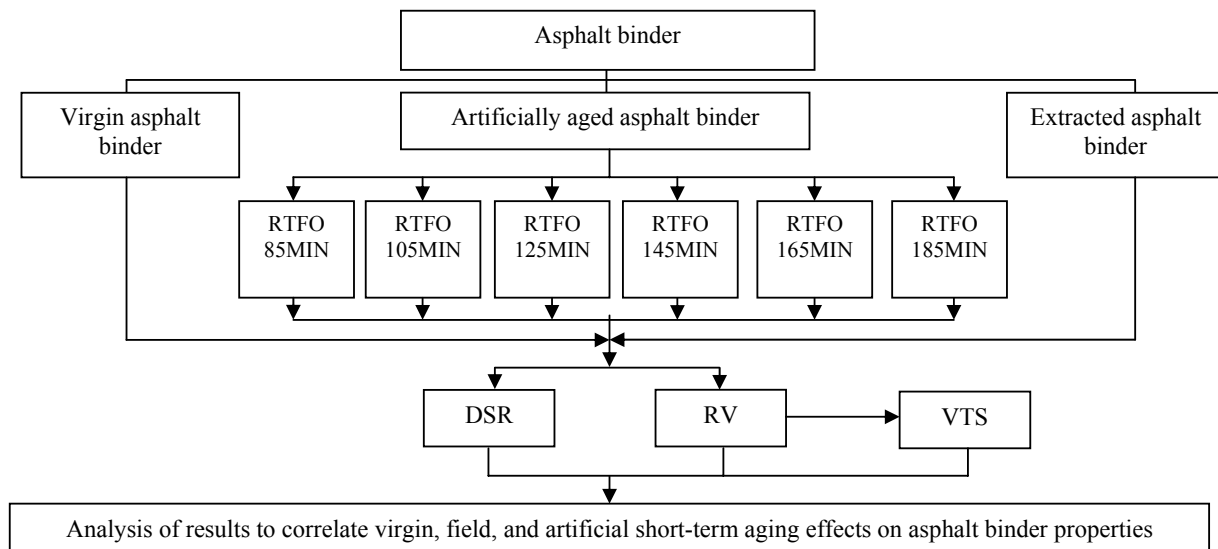 Asphalt binder
Virgin asphalt
binder
Artificially aged asphalt binder
Extracted asphalt
binder
RTFO
85MIN
RTFO
105MIN
RTFO
125MIN
RTFO
145MIN
RTFO
165MIN
RTFO
185MIN
DSR
RV
VTS
Analysis of results to correlate virgin, field, and artificial short-term aging effects on asphalt binder properties